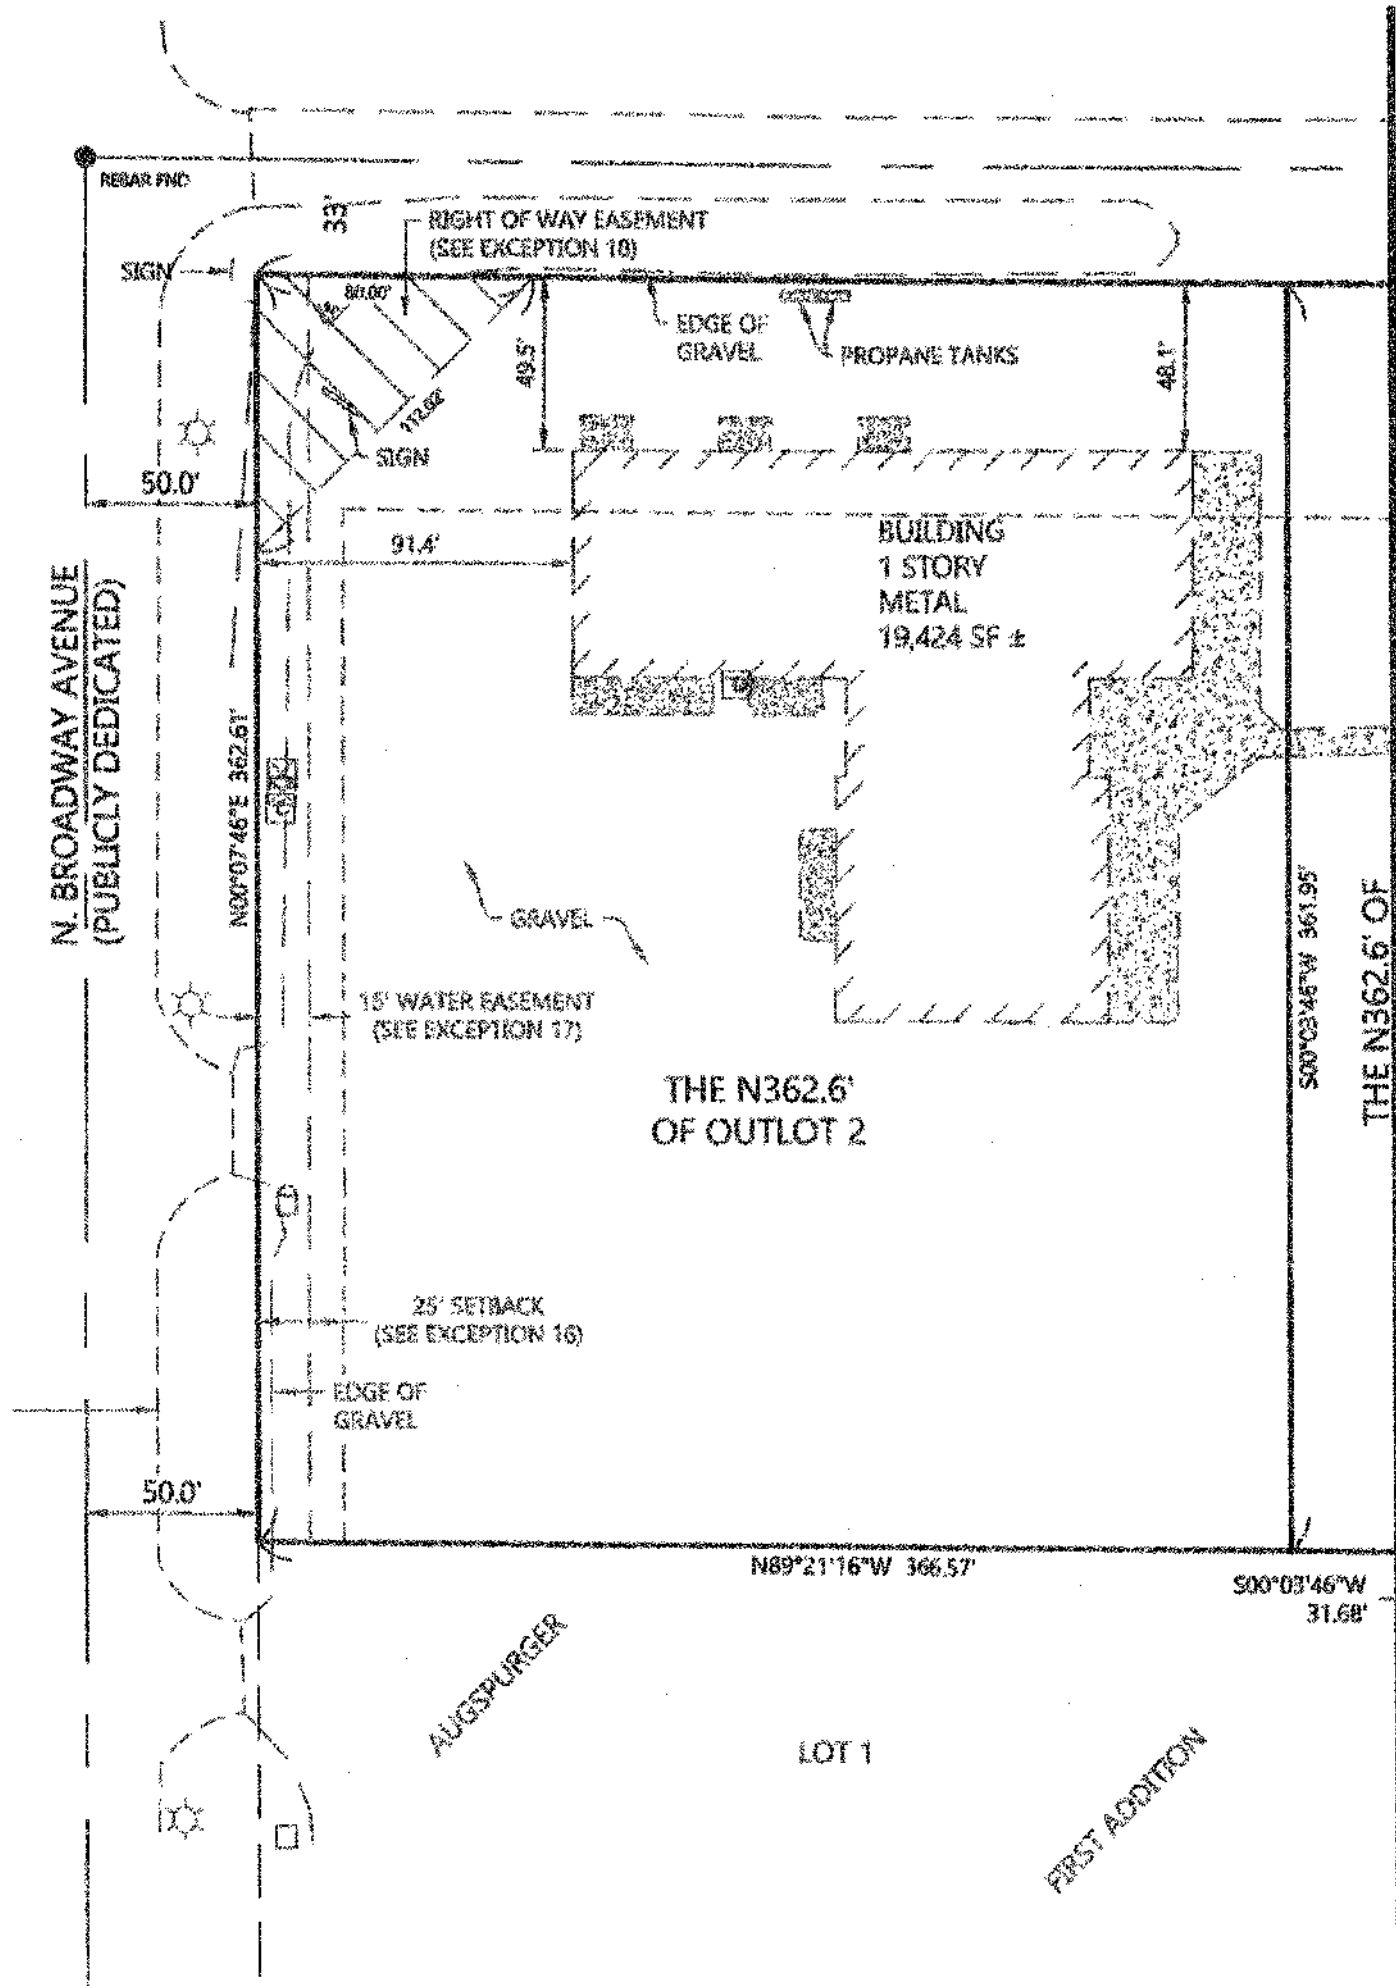 REBAR FND
33'
RIGHT OF WAY EASEMENT
(SEE EXCEPTION 18)
SIGN
80.00'
EDGE OF
GRAVEL
PROPANE TANKS
49.5'
48.1'
112.92'
SIGN
50.0'
91.4'
BUILDING
1 STORY
METAL
19,424 SF ±
N. BROADWAY AVENUE
(PUBLICLY DEDICATED)
N00°07'46"E 362.61'
GRAVEL
S00°03'46"W 361.95'
THE N362.6' OF
15' WATER EASEMENT
(SEE EXCEPTION 17)
THE N362.6'
OF OUTLOT 2
25' SETBACK
(SEE EXCEPTION 16)
EDGE OF
GRAVEL
50.0'
N89°21'16"W 366.57'
S00°03'46"W
31.68'
AUGSPURGER
LOT 1
FIRST ADDITION